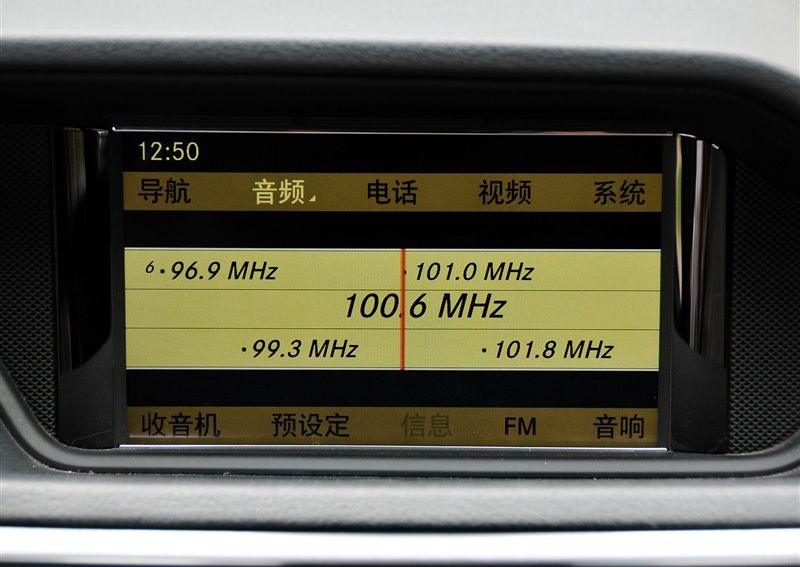 12:50
导航 音频 电话 视频 系统
6·96.9 MHz ·101.0 MHz
100.6 MHz
·99.3 MHz ·101.8 MHz
收音机 预设定 信息 FM 音响